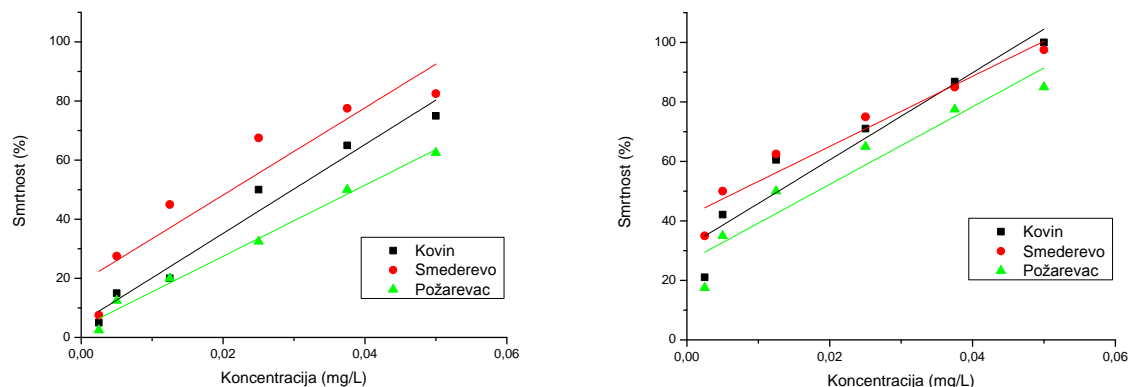 Smrtnost (%)
100
80
60
40
20
0
Kovin
Smederevo
Požarevac
0,00
0,02
0,04
0,06
Koncentracija (mg/L)
Smrtnost (%)
100
80
60
40
20
0
Kovin
Smederevo
Požarevac
0,00
0,02
0,04
0,06
Koncentracija (mg/L)